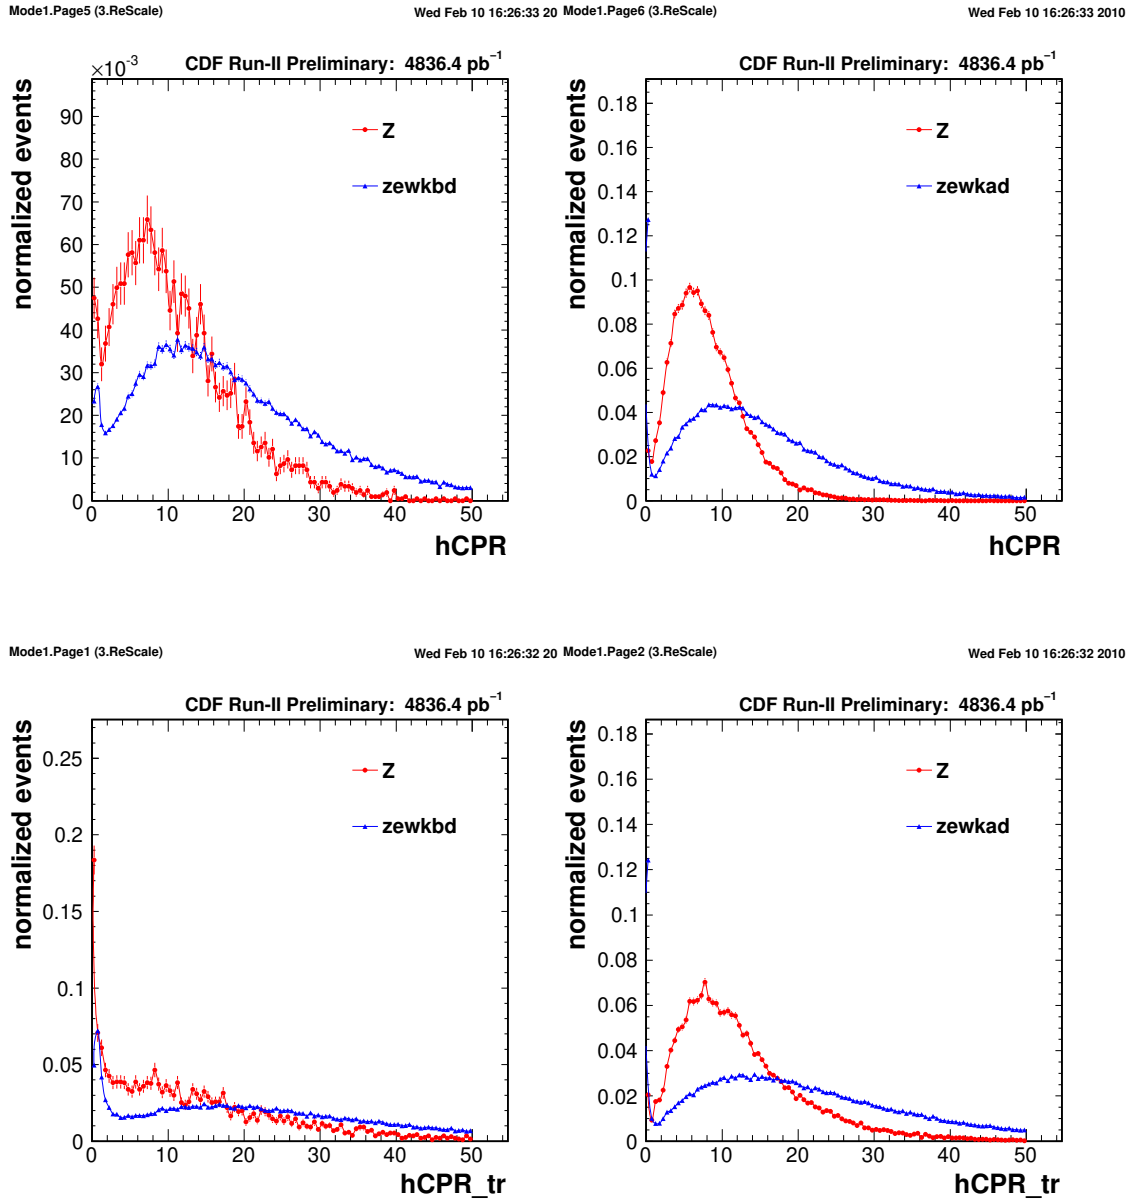 Mode1.Page5 (3.ReScale) Wed Feb 10 16:26:33 20
Mode1.Page6 (3.ReScale) Wed Feb 10 16:26:33 2010
×10⁻³ CDF Run-II Preliminary: 4836.4 pb⁻¹
normalized events
90
80
70
60
50
40
30
20
10
0
0 10 20 30 40 50
hCPR
Z
zewkbd
CDF Run-II Preliminary: 4836.4 pb⁻¹
normalized events
0.18
0.16
0.14
0.12
0.1
0.08
0.06
0.04
0.02
0
0 10 20 30 40 50
hCPR
Z
zewkad
Mode1.Page1 (3.ReScale) Wed Feb 10 16:26:32 20
Mode1.Page2 (3.ReScale) Wed Feb 10 16:26:32 2010
CDF Run-II Preliminary: 4836.4 pb⁻¹
normalized events
0.25
0.2
0.15
0.1
0.05
0
0 10 20 30 40 50
hCPR_tr
Z
zewkbd
CDF Run-II Preliminary: 4836.4 pb⁻¹
normalized events
0.18
0.16
0.14
0.12
0.1
0.08
0.06
0.04
0.02
0
0 10 20 30 40 50
hCPR_tr
Z
zewkad